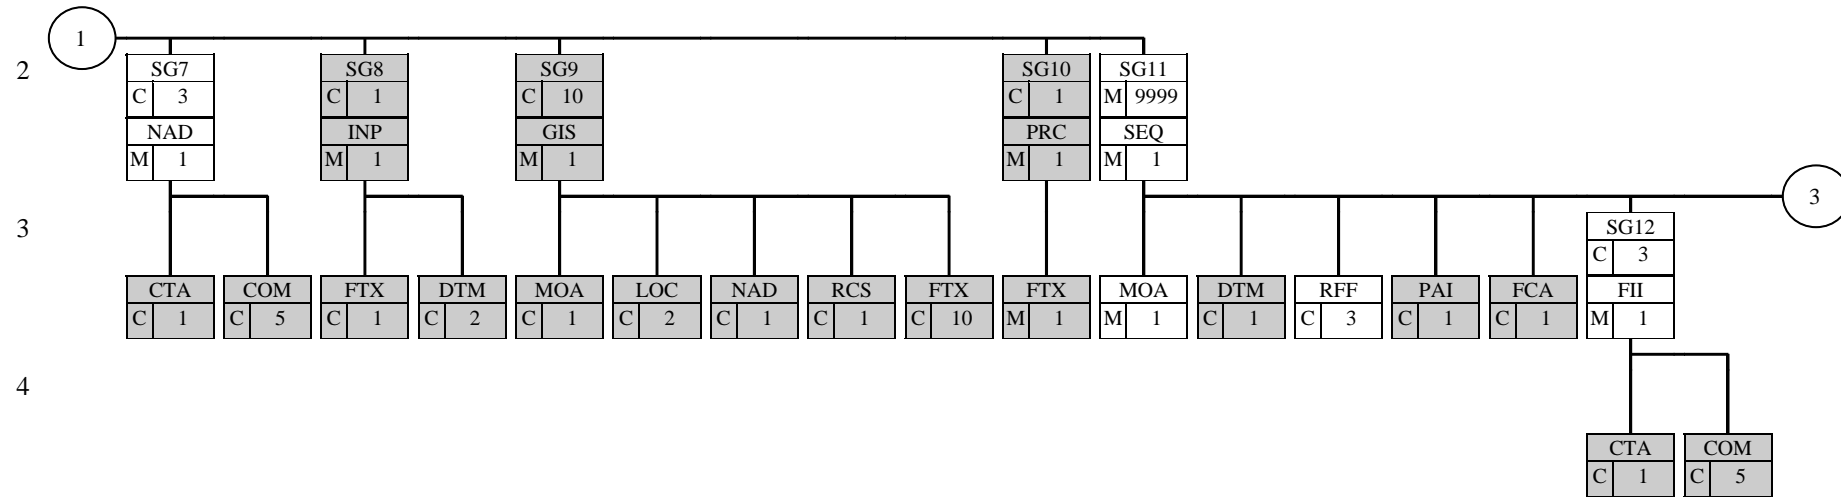 1
2
SG7 SG8 SG9 SG10 SG11
C 3 C 1 C 10 C 1 M 9999
NAD INP GIS PRC SEQ
M 1 M 1 M 1 M 1 M 1
3
3
SG12
C 3
CTA COM FTX DTM MOA LOC NAD RCS FTX FTX MOA DTM RFF PAI FCA FII
C 1 C 5 C 1 C 2 C 1 C 2 C 1 C 1 C 10 M 1 M 1 C 1 C 3 C 1 C 1 M 1
4
CTA COM
C 1 C 5